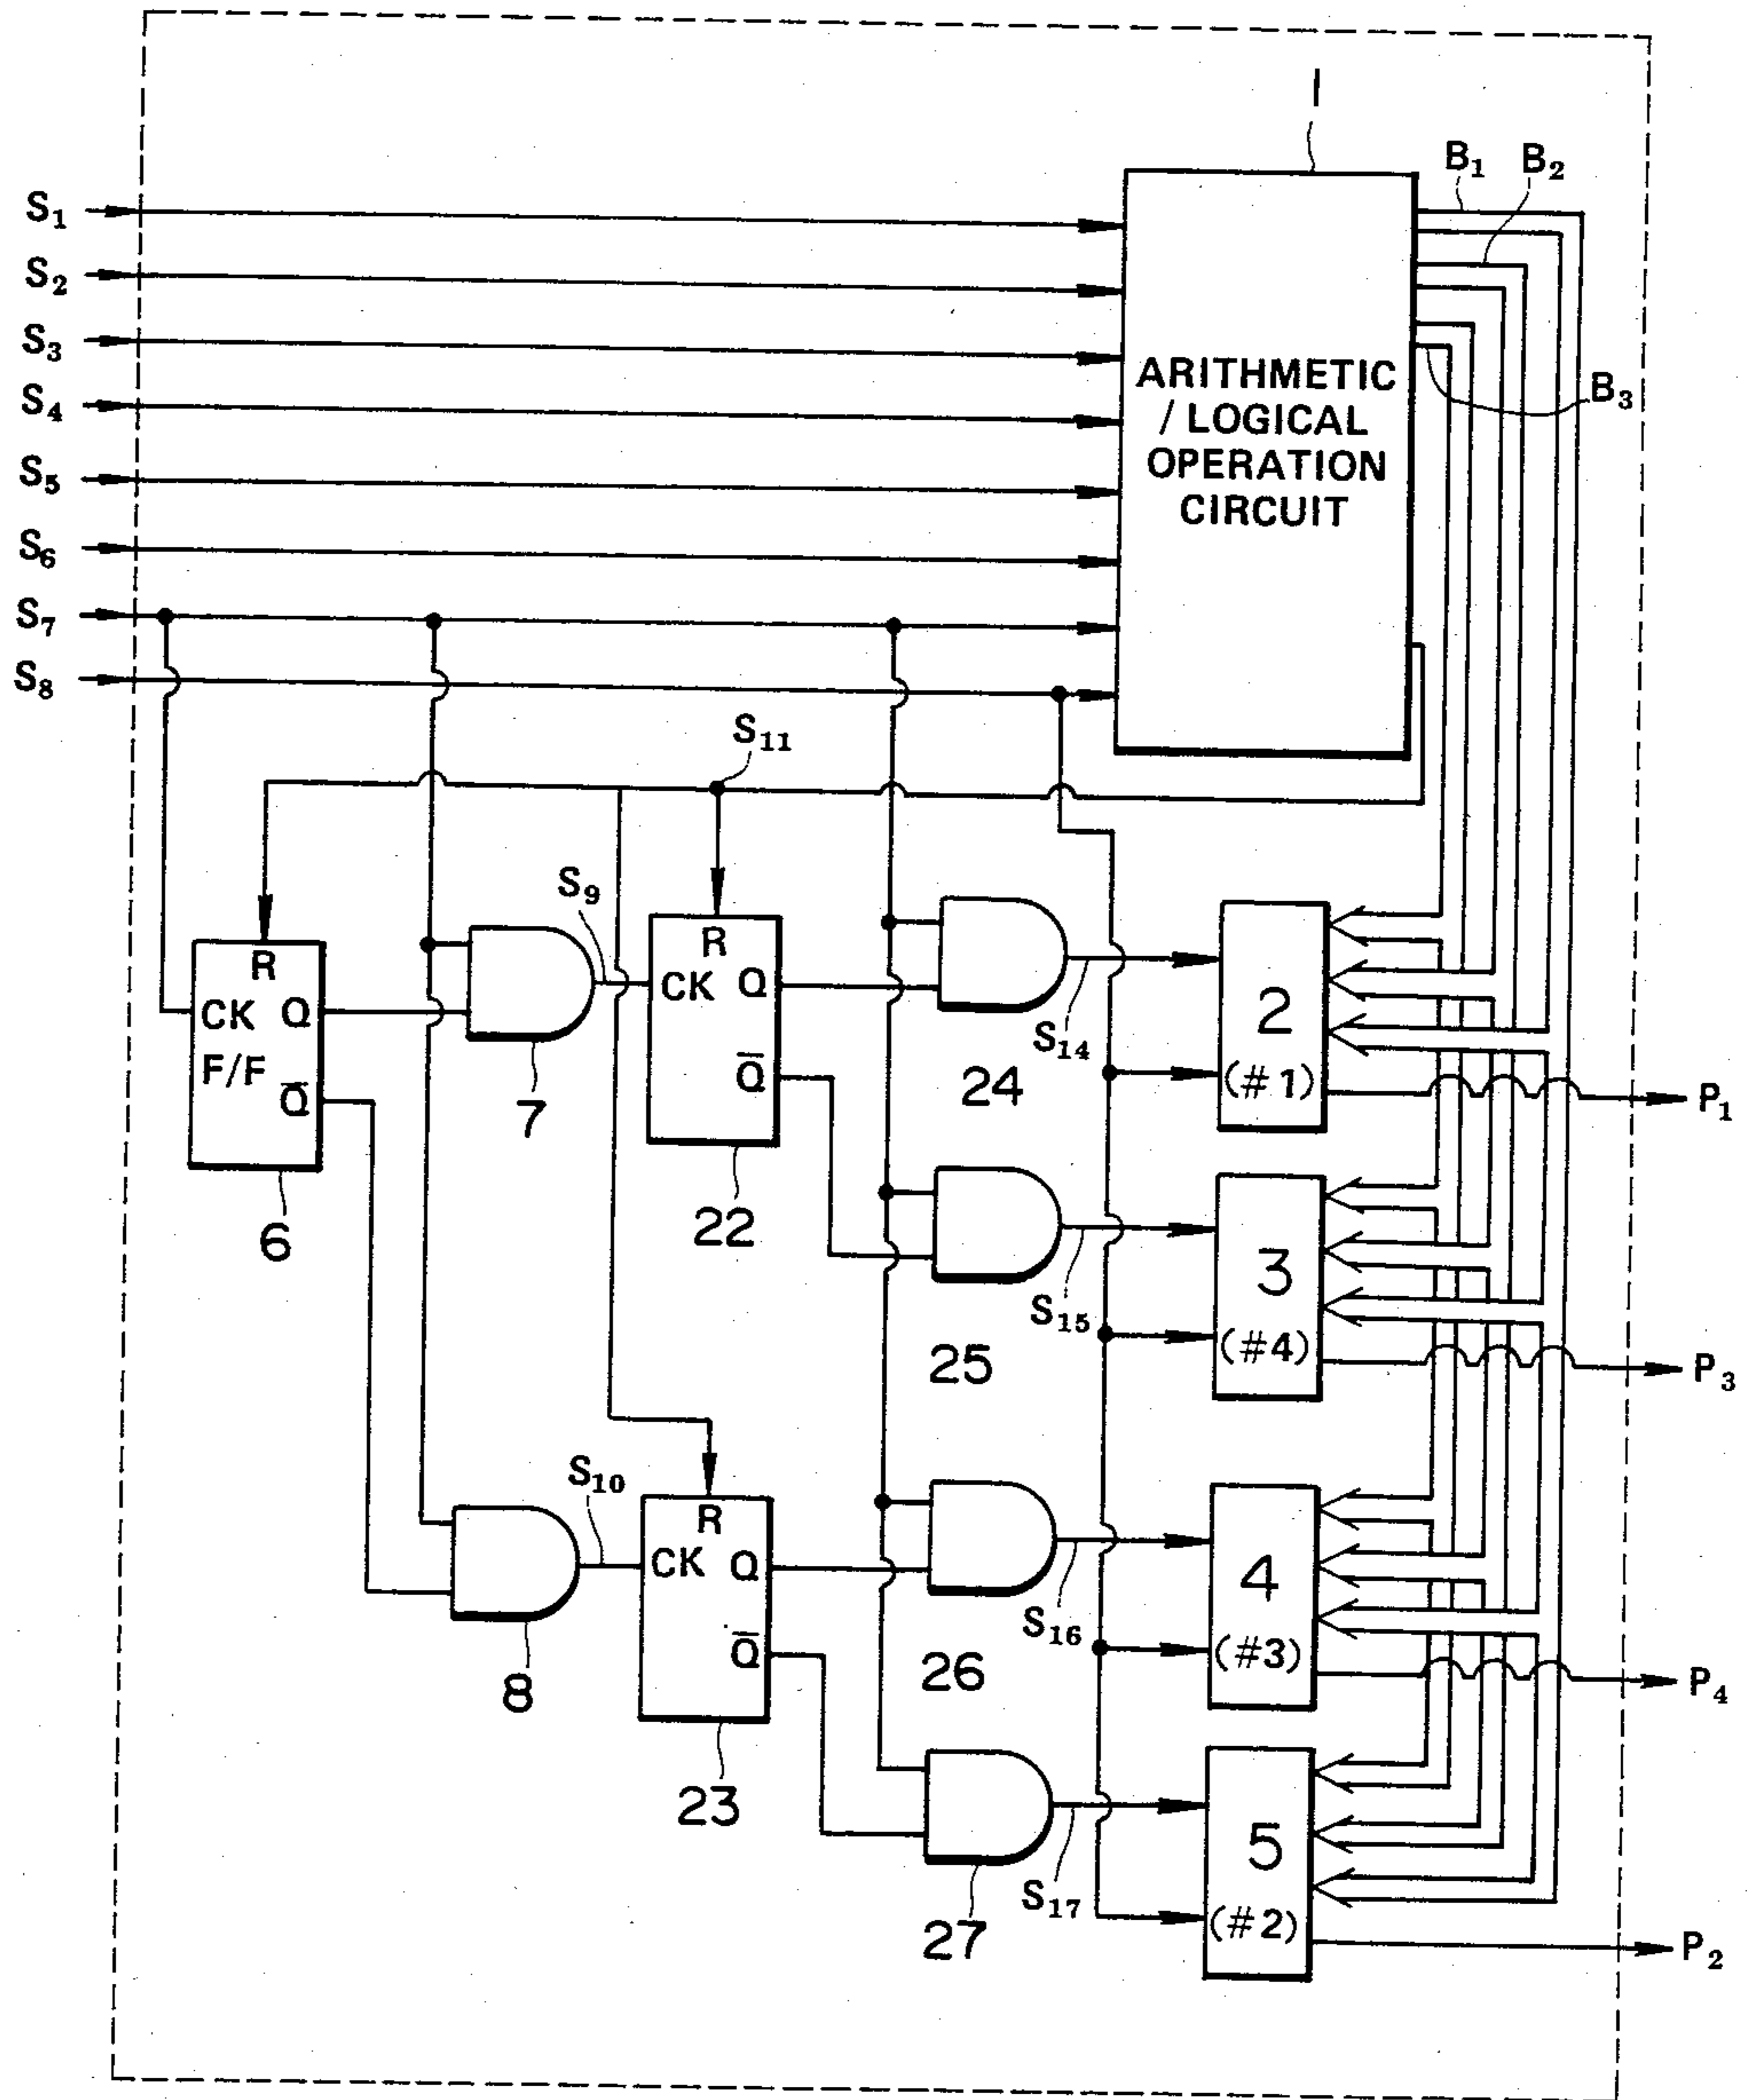 1
B1
B2
S1
S2
S3
ARITHMETIC
/ LOGICAL
OPERATION
CIRCUIT
B3
S4
S5
S6
S7
S8
S11
S9
R
CK
Q
F/F
Q̅
6
7
R
CK
Q
Q̅
22
S14
24
2
(#1)
P1
S15
25
3
(#4)
P3
S10
8
R
CK
Q
Q̅
23
S16
26
4
(#3)
P4
S17
27
5
(#2)
P2